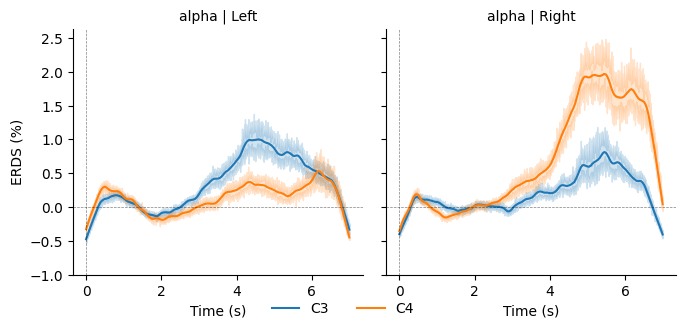 alpha | Left
alpha | Right
ERDS (%)
2.5
2.0
1.5
1.0
0.5
0.0
−0.5
−1.0
0 2 4 6
0 2 4 6
Time (s)
Time (s)
C3 C4